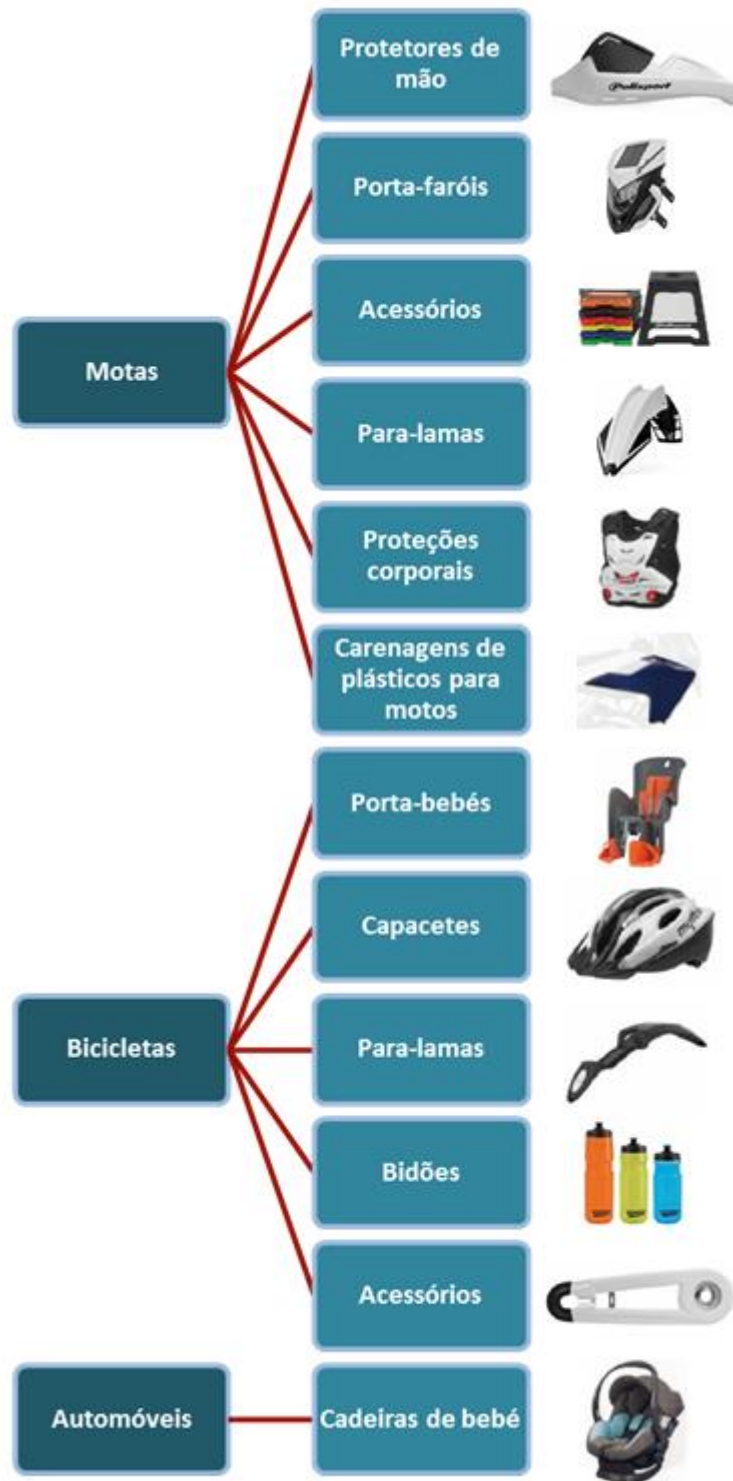 Protetores de
mão
Polisport
Porta-faróis
Acessórios
Motas
Para-lamas
Proteções
corporais
Carenagens de
plásticos para
motos
Porta-bebés
Capacetes
Bicicletas
Para-lamas
Bidões
Acessórios
Automóveis
Cadeiras de bebé